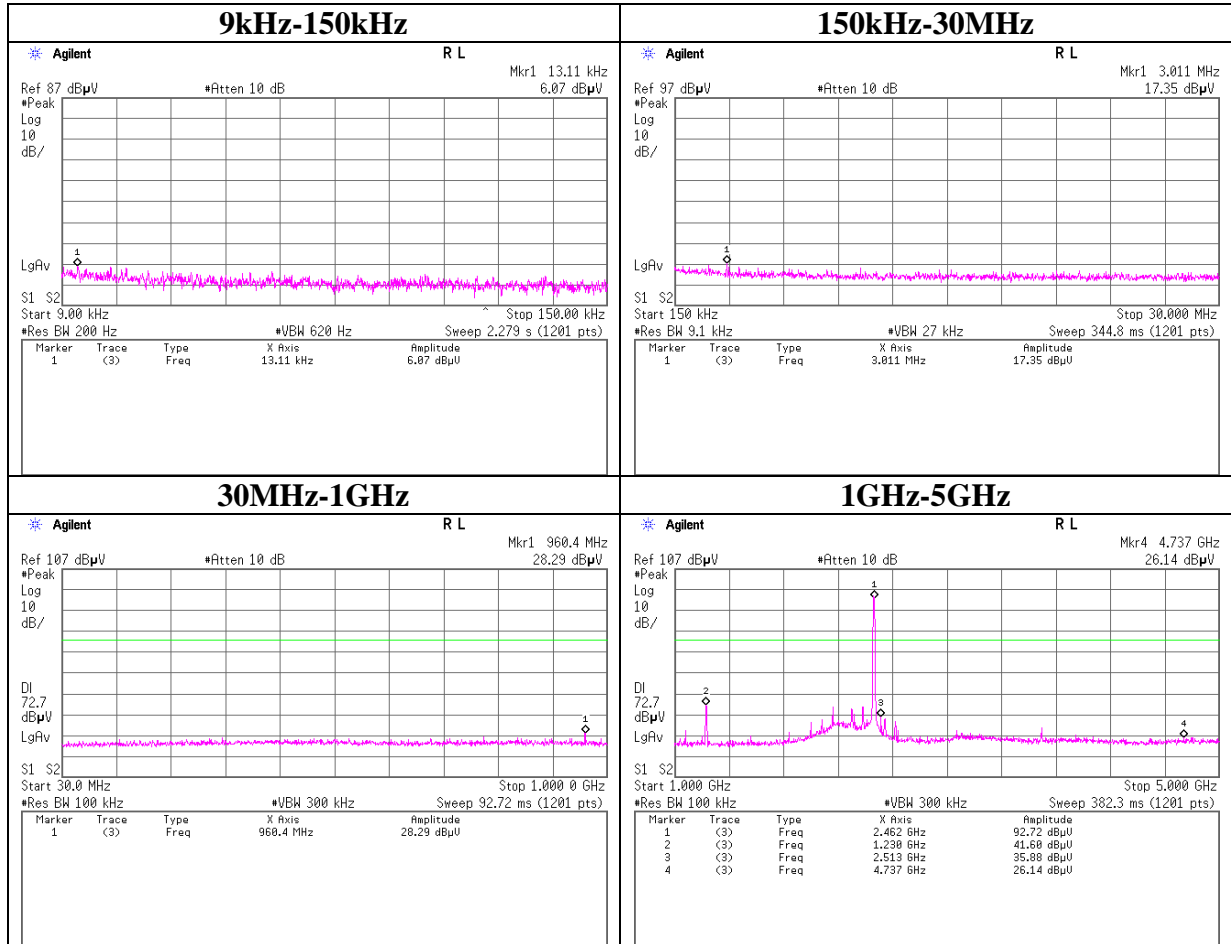 9kHz-150kHz
Agilent R L
Mkr1 13.11 kHz
Ref 87 dBµV #Atten 10 dB 6.07 dBµV
#Peak
Log
10
dB/
1
LgAv
S1 S2
Start 9.00 kHz ^ Stop 150.00 kHz
#Res BW 200 Hz #VBW 620 Hz Sweep 2.279 s (1201 pts)
Marker Trace Type X Axis Amplitude
1 (3) Freq 13.11 kHz 6.07 dBµV
150kHz-30MHz
Agilent R L
Mkr1 3.011 MHz
Ref 97 dBµV #Atten 10 dB 17.35 dBµV
#Peak
Log
10
dB/
1
LgAv
S1 S2
Start 150 kHz Stop 30.000 MHz
#Res BW 9.1 kHz #VBW 27 kHz Sweep 344.8 ms (1201 pts)
Marker Trace Type X Axis Amplitude
1 (3) Freq 3.011 MHz 17.35 dBµV
30MHz-1GHz
Agilent R L
Mkr1 960.4 MHz
Ref 107 dBµV #Atten 10 dB 28.29 dBµV
#Peak
Log
10
dB/
DI
72.7
dBµV
1
LgAv
S1 S2
Start 30.0 MHz Stop 1.000 0 GHz
#Res BW 100 kHz #VBW 300 kHz Sweep 92.72 ms (1201 pts)
Marker Trace Type X Axis Amplitude
1 (3) Freq 960.4 MHz 28.29 dBµV
1GHz-5GHz
Agilent R L
Mkr4 4.737 GHz
Ref 107 dBµV #Atten 10 dB 26.14 dBµV
#Peak
1
Log
10
dB/
DI
2
72.7
3
dBµV
4
LgAv
S1 S2
Start 1.000 GHz Stop 5.000 GHz
#Res BW 100 kHz #VBW 300 kHz Sweep 382.3 ms (1201 pts)
Marker Trace Type X Axis Amplitude
1 (3) Freq 2.462 GHz 92.72 dBµV
2 (3) Freq 1.230 GHz 41.60 dBµV
3 (3) Freq 2.513 GHz 35.88 dBµV
4 (3) Freq 4.737 GHz 26.14 dBµV